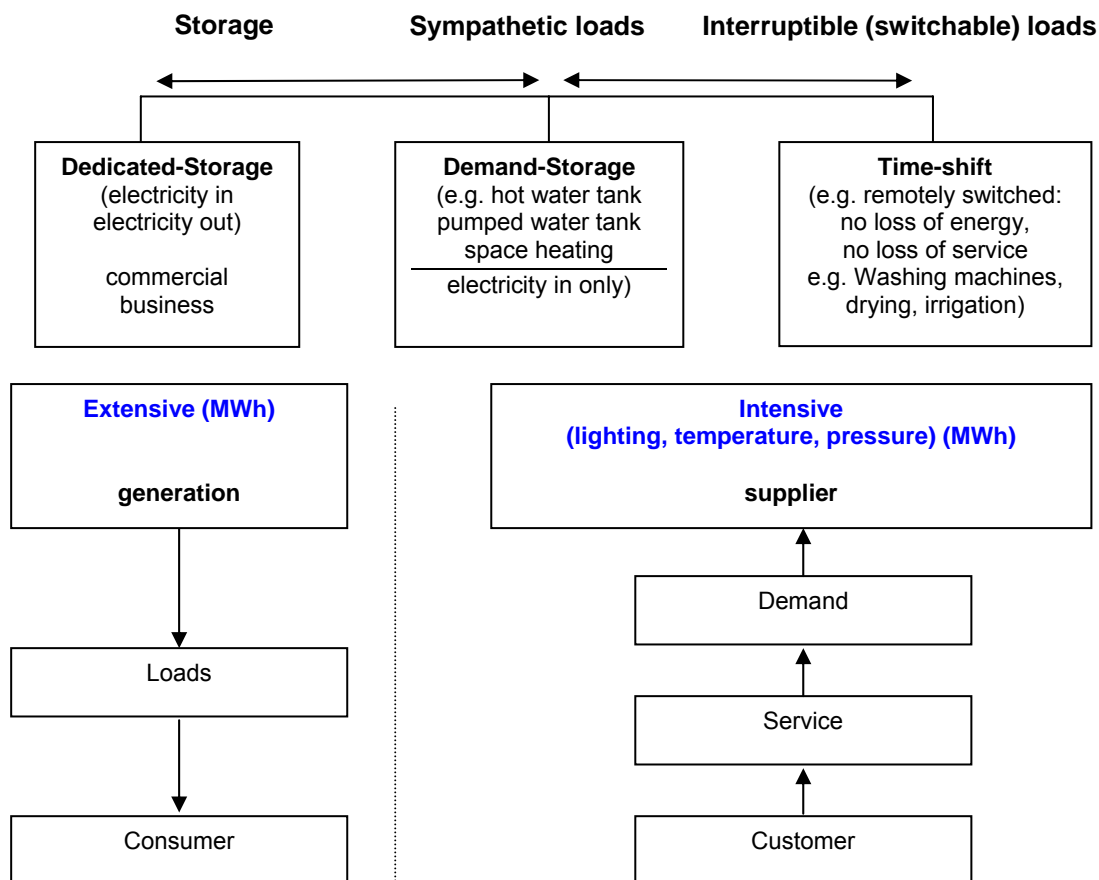 Storage
Sympathetic loads
Interruptible (switchable) loads
Dedicated-Storage
(electricity in
electricity out)
commercial
business
Demand-Storage
(e.g. hot water tank
pumped water tank
space heating
electricity in only)
Time-shift
(e.g. remotely switched:
no loss of energy,
no loss of service
e.g. Washing machines,
drying, irrigation)
Extensive (MWh)
generation
Loads
Consumer
Intensive
(lighting, temperature, pressure) (MWh)
supplier
Demand
Service
Customer